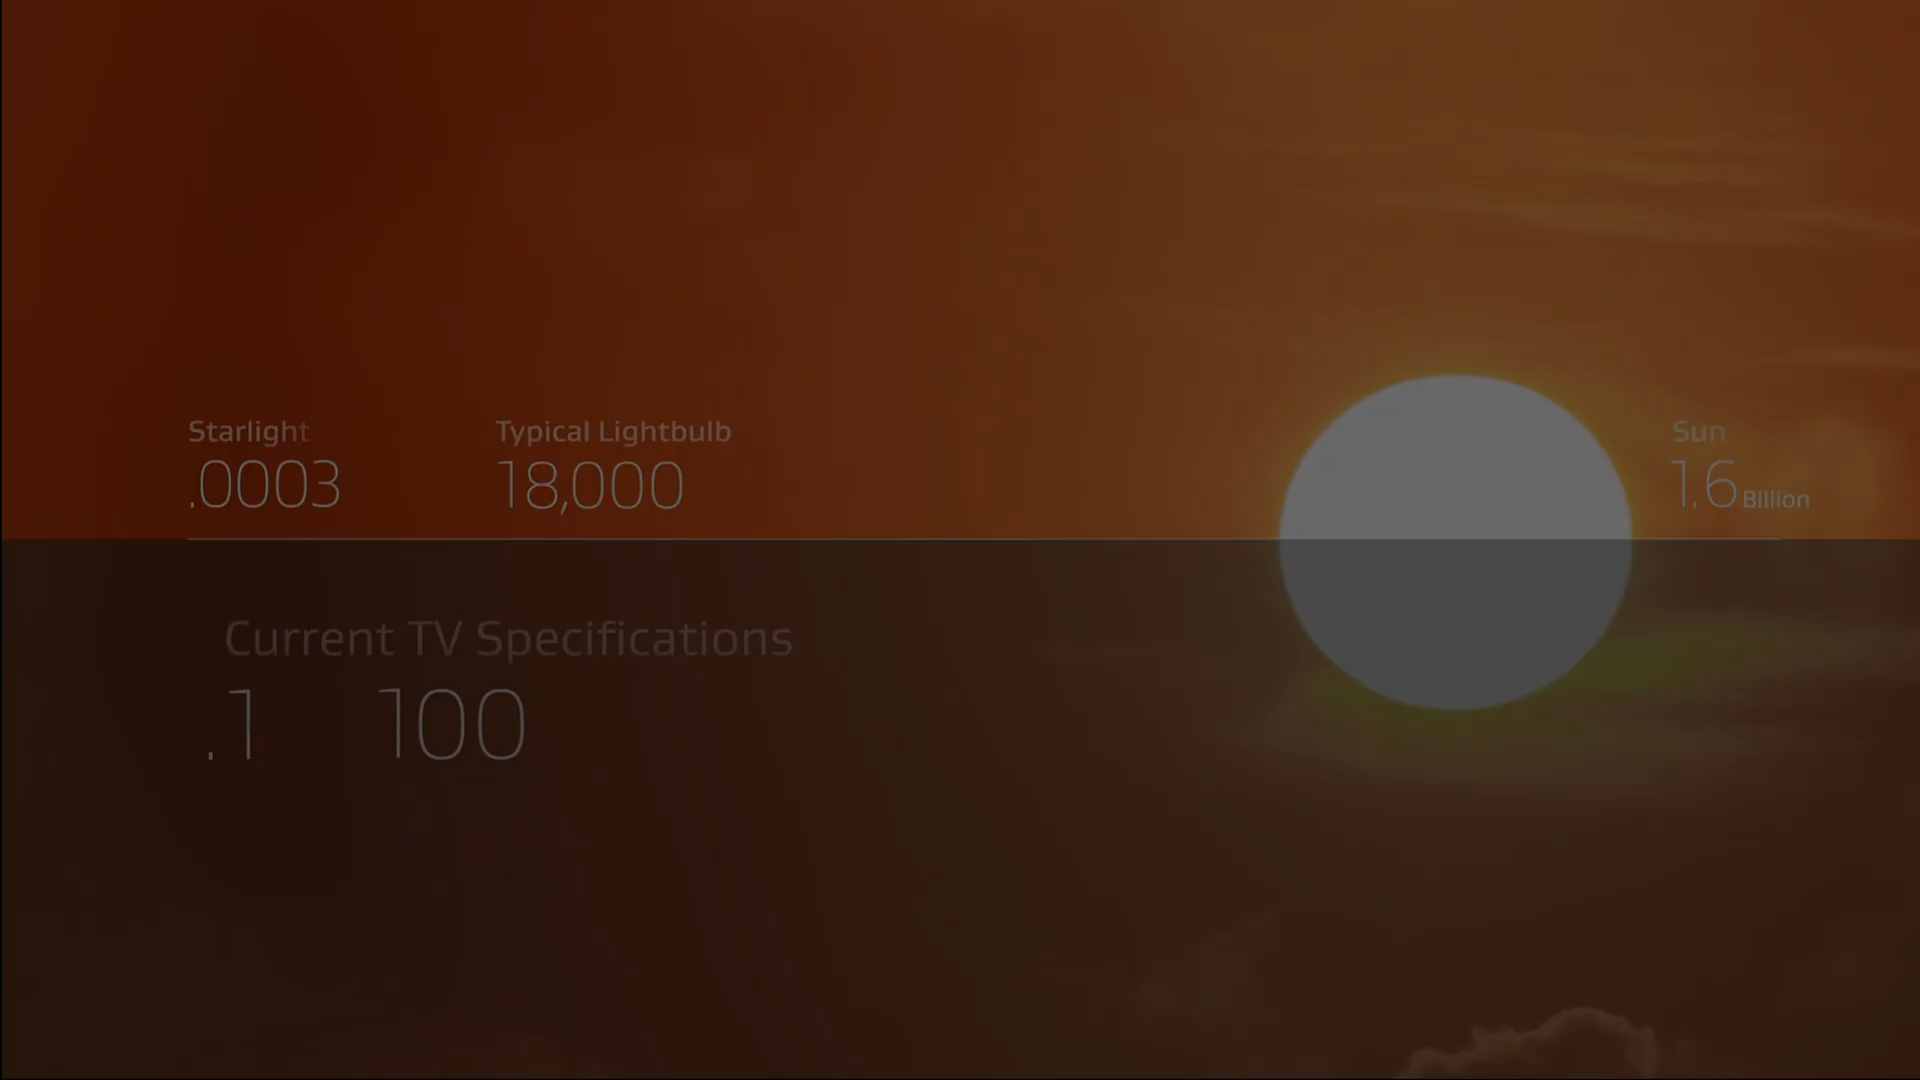 Starlight
.0003
Typical Lightbulb
18,000
Sun
1.6 Billion
Current TV Specifications
.1 100